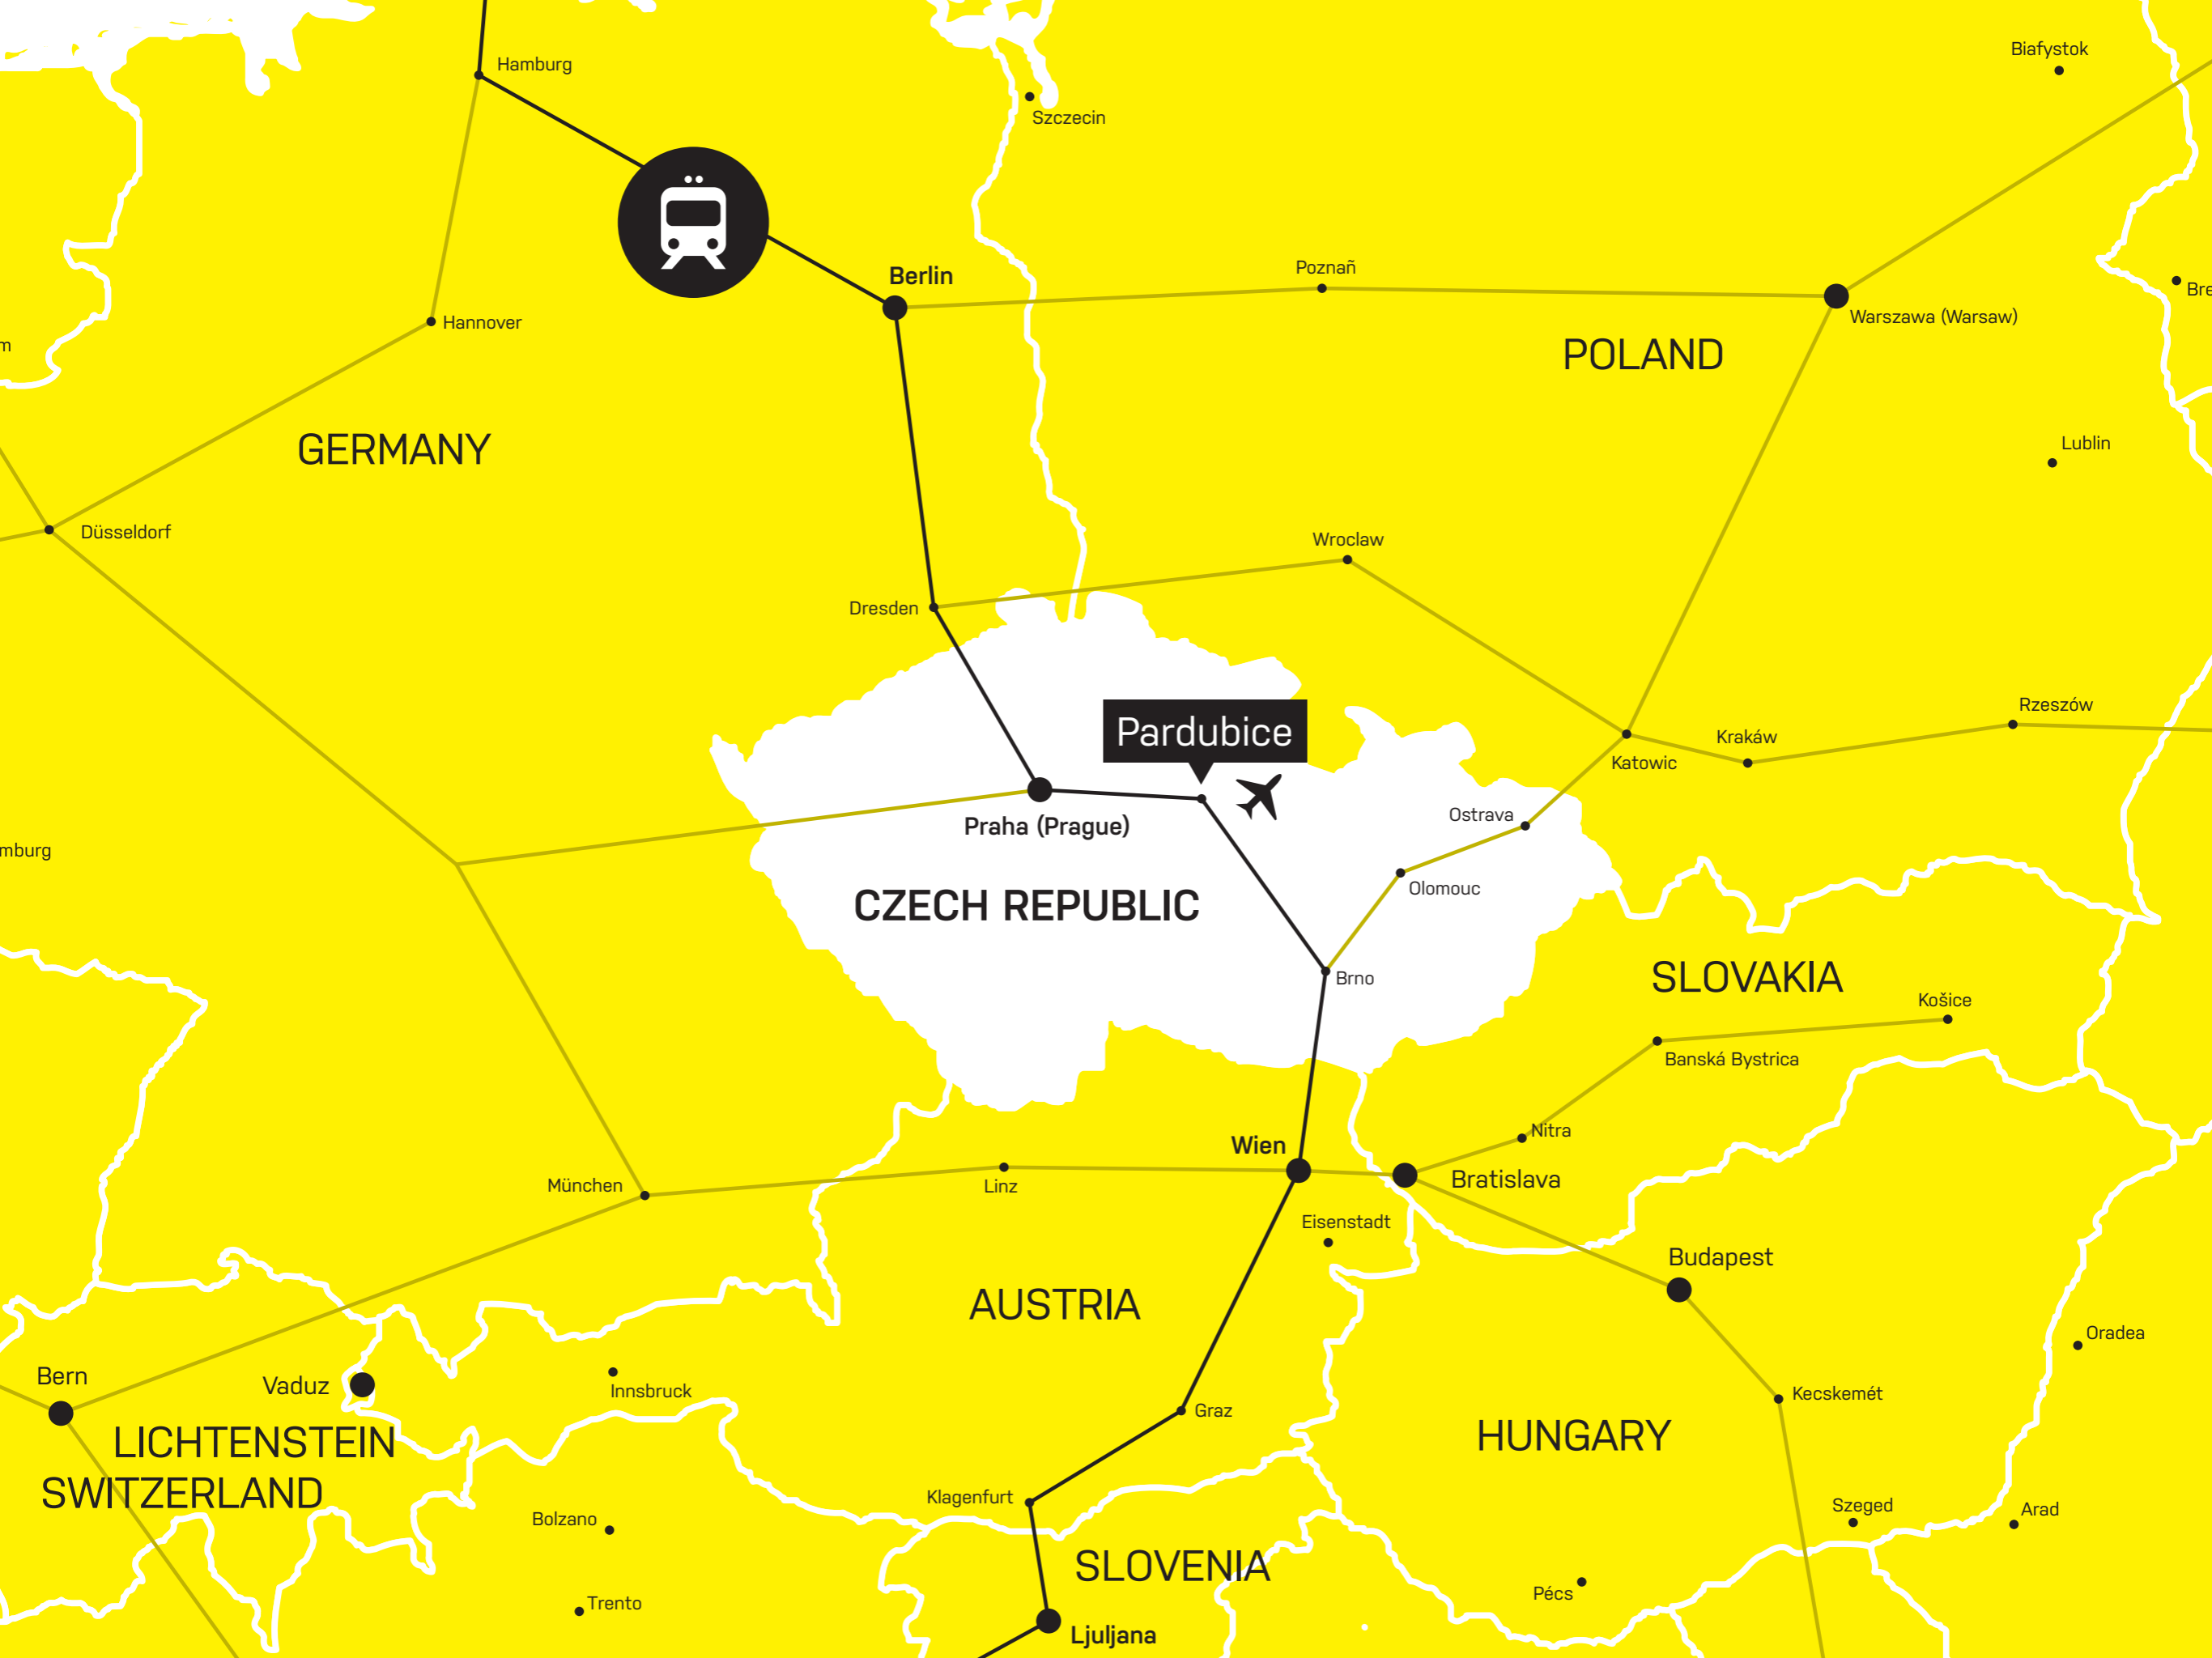 Biafystok
Hamburg
Szczecin
Poznañ
Berlin
Bre
Warszawa (Warsaw)
Hannover
m
POLAND
GERMANY
Lublin
Düsseldorf
Wroclaw
Dresden
Rzeszów
Pardubice
Kraków
Katowic
Ostrava
Praha (Prague)
mburg
Olomouc
CZECH REPUBLIC
Brno
SLOVAKIA
Košice
Banská Bystrica
Nitra
Wien
Bratislava
München
Linz
Eisenstadt
Budapest
AUSTRIA
Oradea
Bern
Vaduz
Innsbruck
Kecskemét
Graz
HUNGARY
LICHTENSTEIN
SWITZERLAND
Klagenfurt
Szeged
Arad
Bolzano
SLOVENIA
Pécs
Trento
Ljuljana